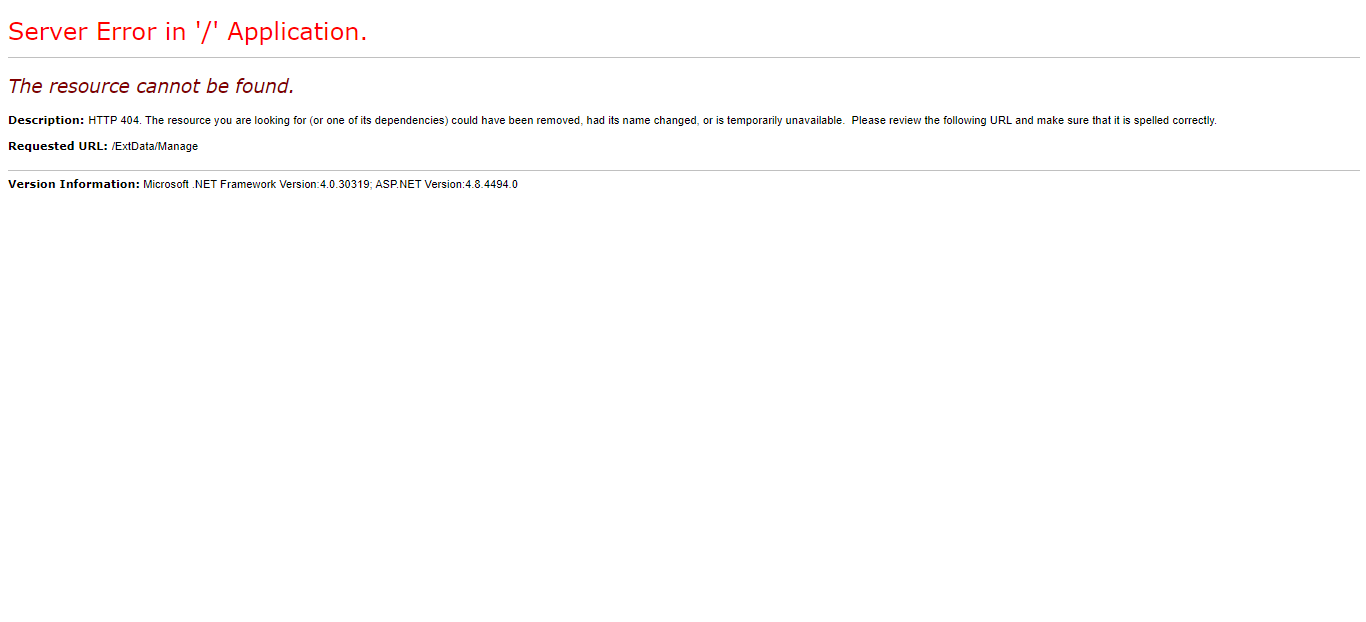 Server Error in '/' Application.
The resource cannot be found.
Description: HTTP 404. The resource you are looking for (or one of its dependencies) could have been removed, had its name changed, or is temporarily unavailable.  Please review the following URL and make sure that it is spelled correctly.
Requested URL: /ExtData/Manage
Version Information: Microsoft .NET Framework Version:4.0.30319; ASP.NET Version:4.8.4494.0